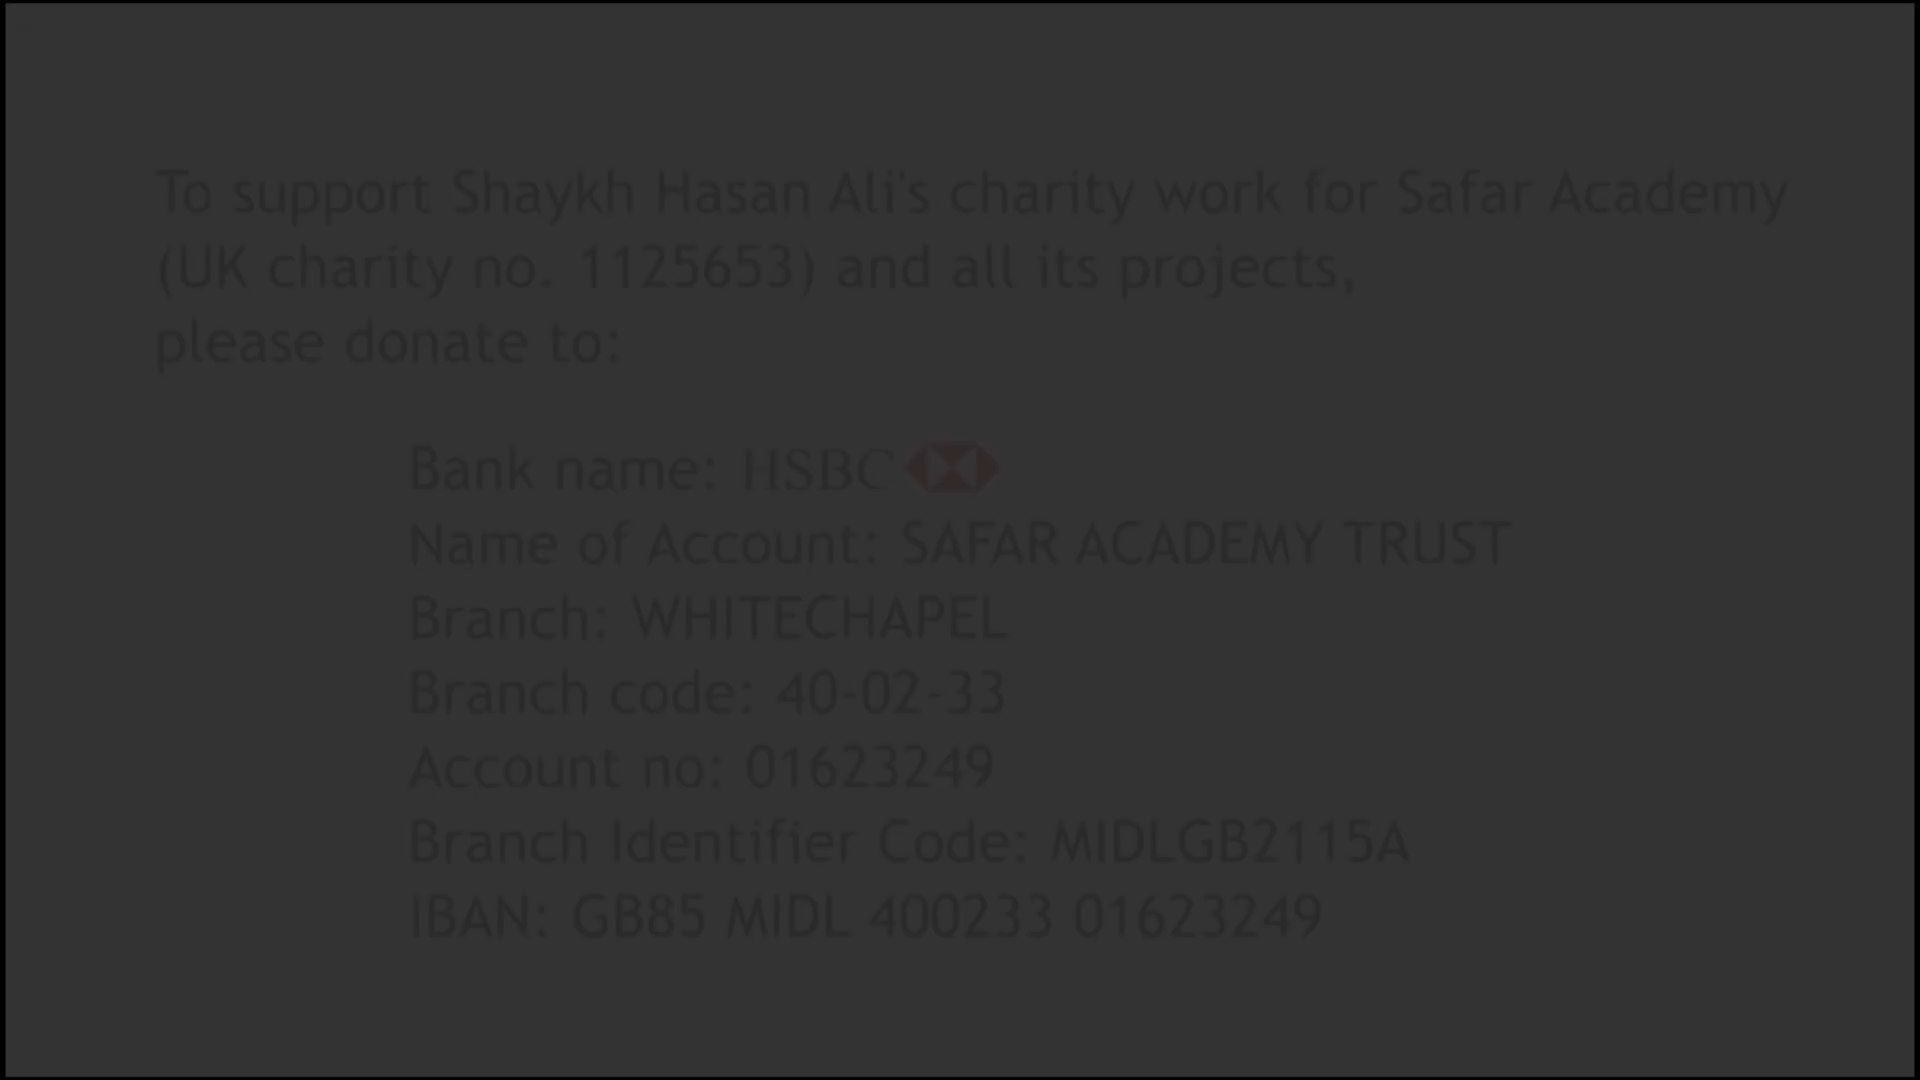 To support Shaykh Hasan Ali's charity work for Safar Academy
(UK charity no. 1125653) and all its projects,
please donate to:
Bank name: HSBC
Name of Account: SAFAR ACADEMY TRUST
Branch: WHITECHAPEL
Branch code: 40-02-33
Account no: 01623249
Branch Identifier Code: MIDLGB2115A
IBAN: GB85 MIDL 400233 01623249